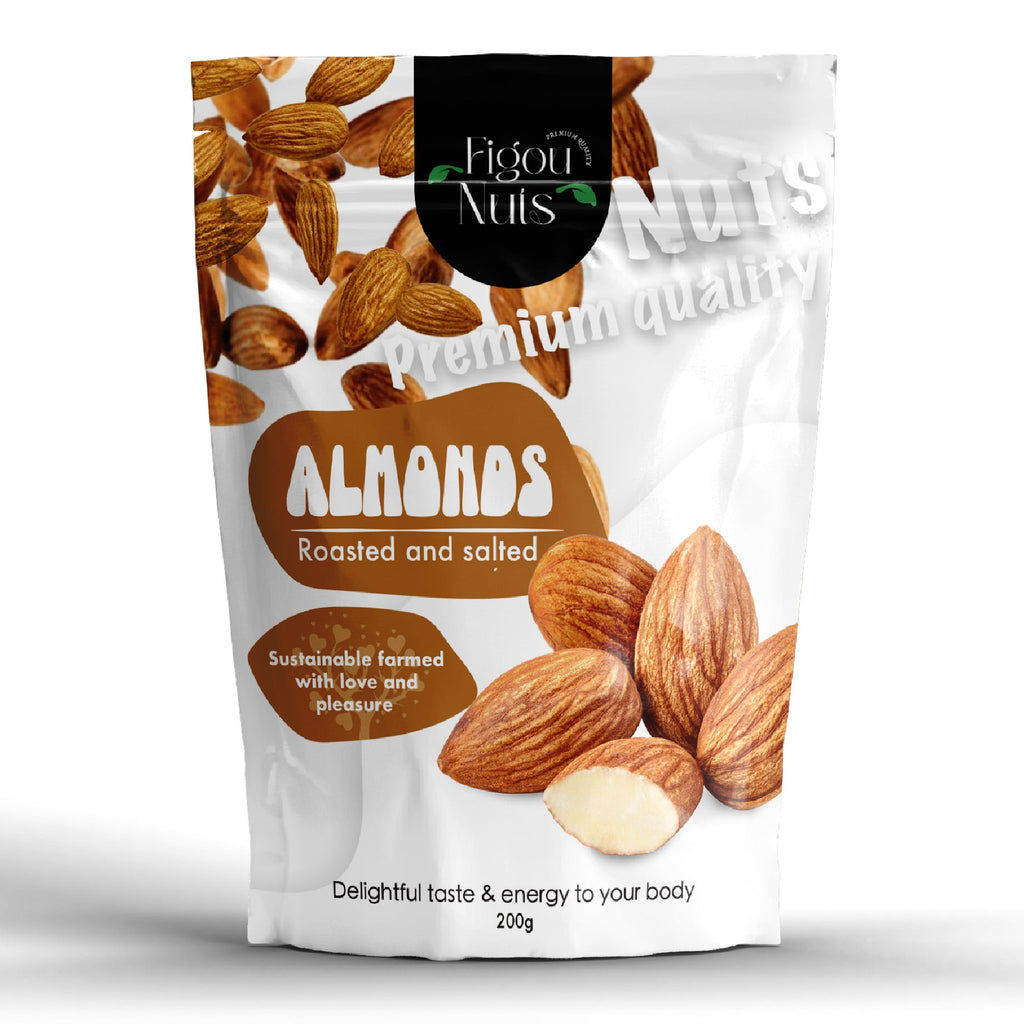 Figou
PREMIUM QUALITY
Nuts
Nuts
Premium quality
ALMONDS
Roasted and salted
Sustainable farmed
with love and
pleasure
Delightful taste & energy to your body
200g